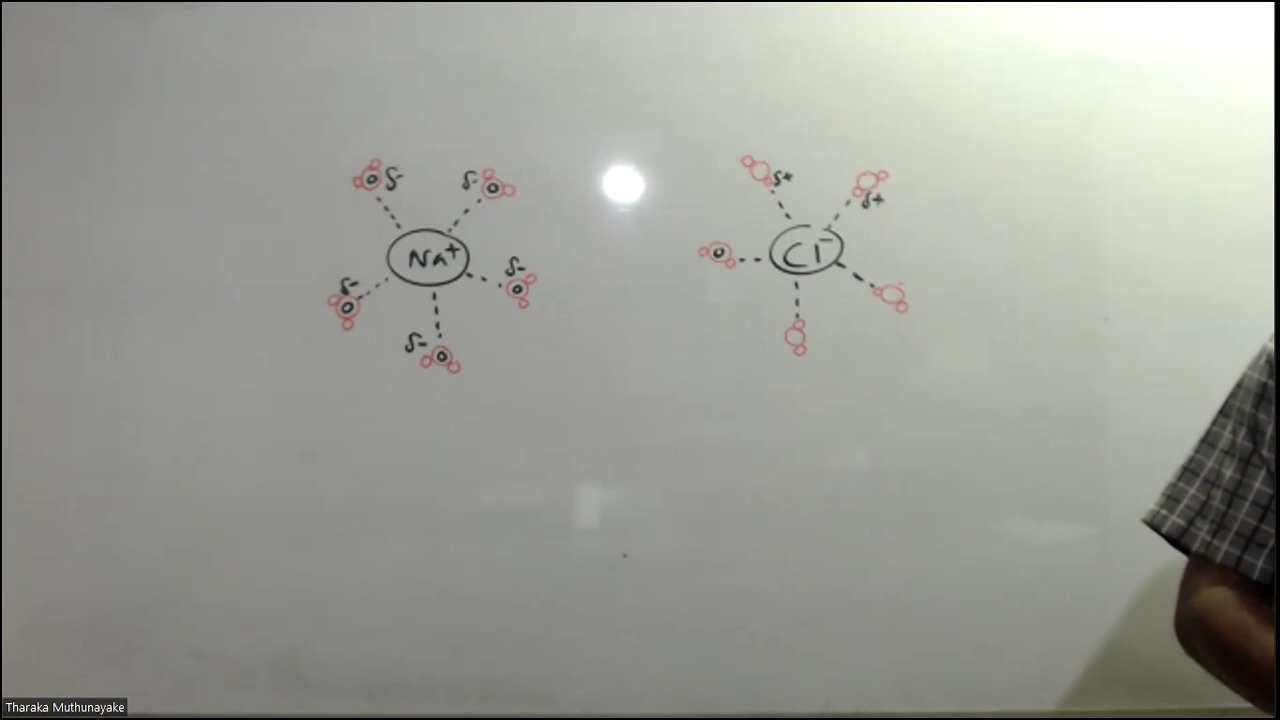 δ- δ- δ+ δ+
Na+ Cl-
δ- δ-
δ-
Tharaka Muthunayake